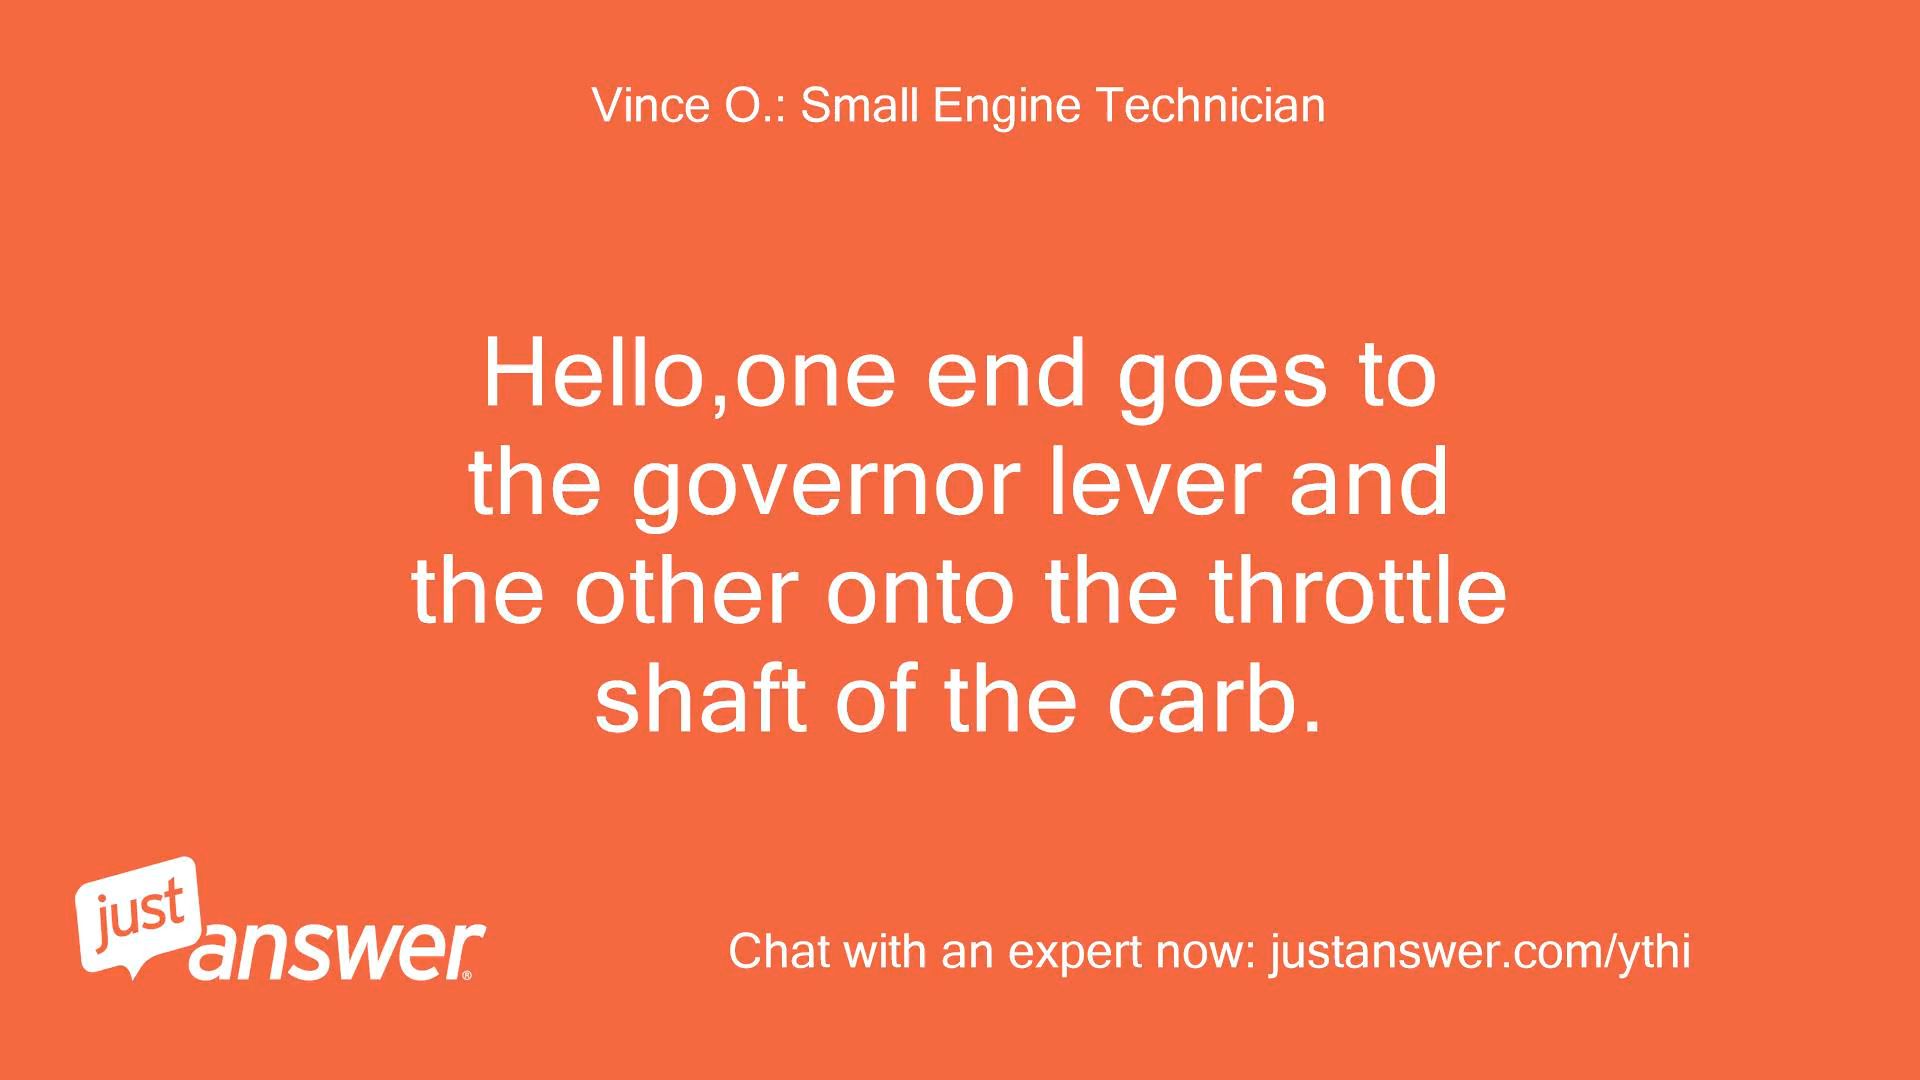 Vince O.: Small Engine Technician
Hello,one end goes to
the governor lever and
the other onto the throttle
shaft of the carb.
just
answer®
Chat with an expert now: justanswer.com/ythi